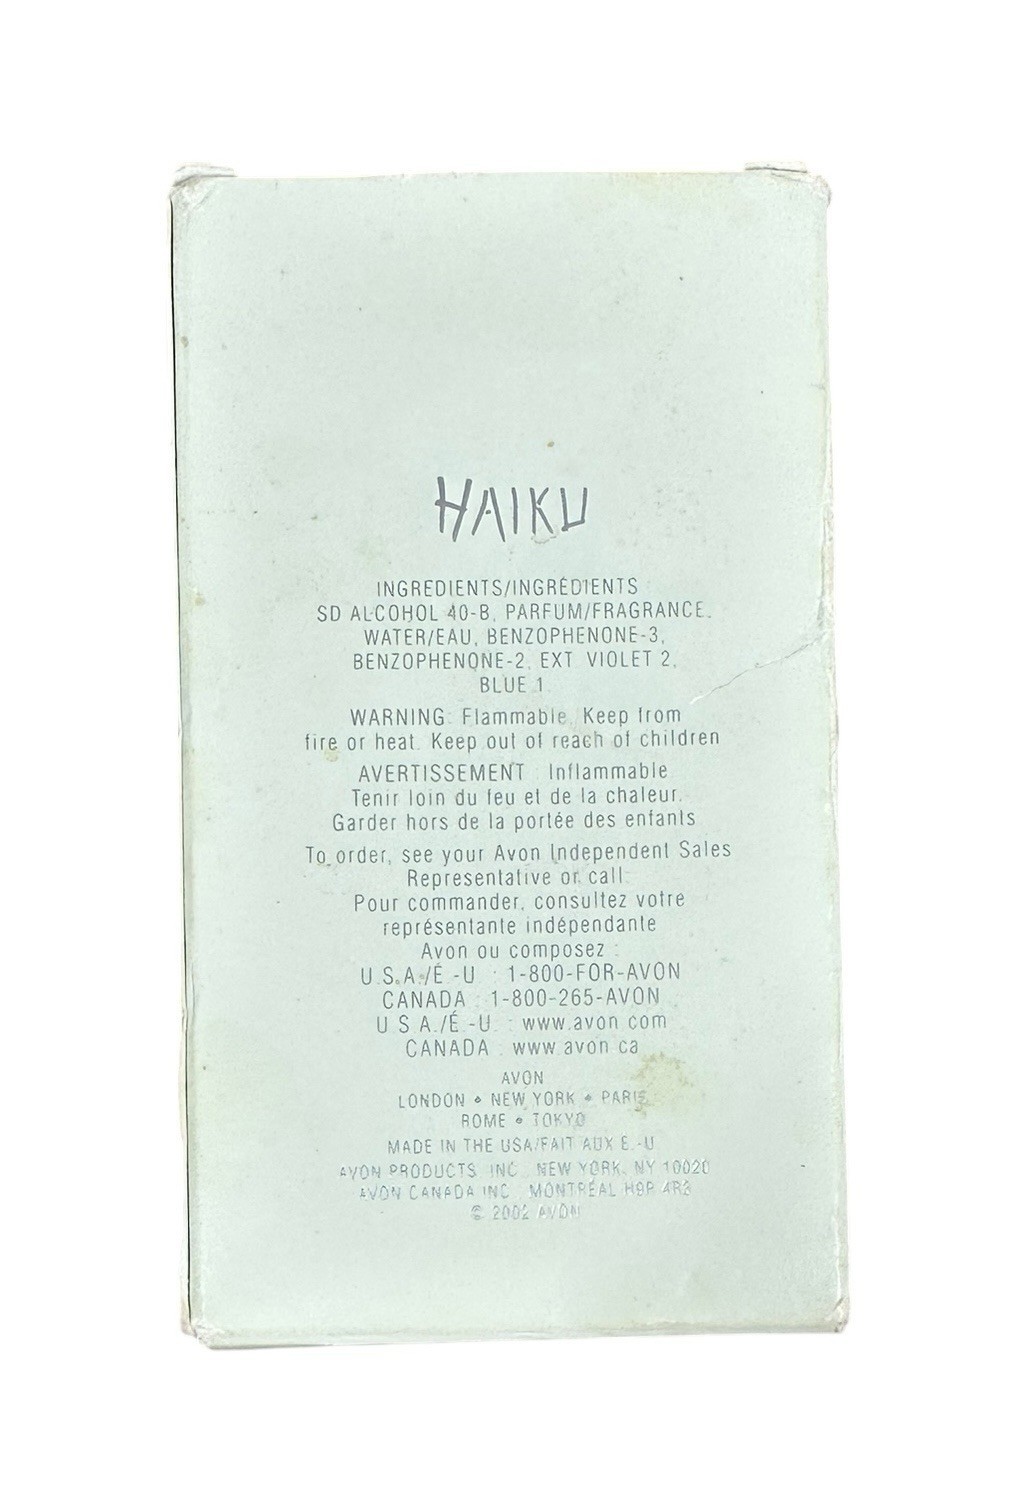 HAIKU
INGREDIENTS/INGRÉDIENTS
SD ALCOHOL 40-B, PARFUM/FRAGRANCE,
WATER/EAU, BENZOPHENONE-3,
BENZOPHENONE-2, EXT. VIOLET 2,
BLUE 1.
WARNING: Flammable. Keep from
fire or heat. Keep out of reach of children
AVERTISSEMENT : Inflammable
Tenir loin du feu et de la chaleur.
Garder hors de la portée des enfants
To order, see your Avon Independent Sales
Representative or call:
Pour commander, consultez votre
représentante indépendante
Avon ou composez :
U.S.A./É.-U. : 1-800-FOR-AVON
CANADA : 1-800-265-AVON
U.S.A./É.-U. : www.avon.com
CANADA : www.avon.ca
AVON
LONDON • NEW YORK • PARIS
ROME • TOKYO
MADE IN THE USA/FAIT AUX É.-U.
AVON PRODUCTS, INC., NEW YORK, NY 10020
AVON CANADA INC., MONTRÉAL H9R 4R3
© 2002 AVON